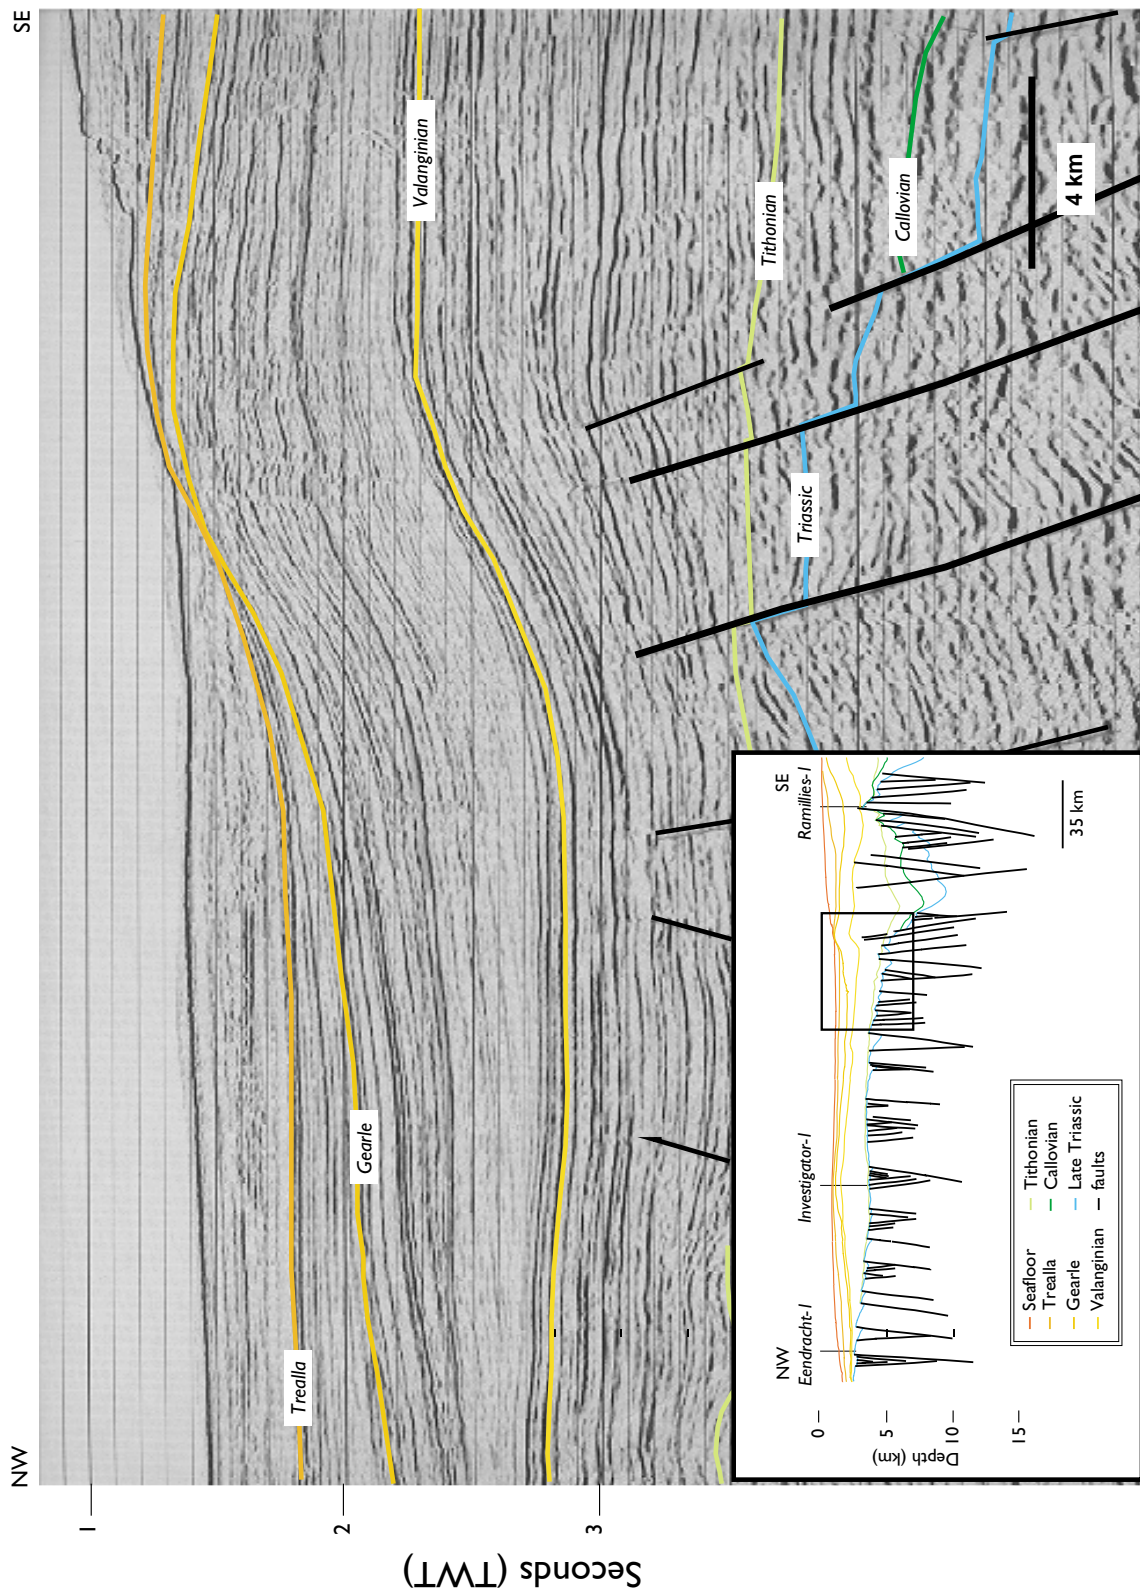 NW
SE
1
2
3
Seconds (TWT)
Trealla
Gearle
Valanginian
Tithonian
Callovian
Triassic
4 km
NW
SE
Eendracht-1
Investigator-1
Ramillies-1
0
5
10
15
Depth (km)
35 km
Seafloor
Trealla
Gearle
Valanginian
Tithonian
Callovian
Late Triassic
faults